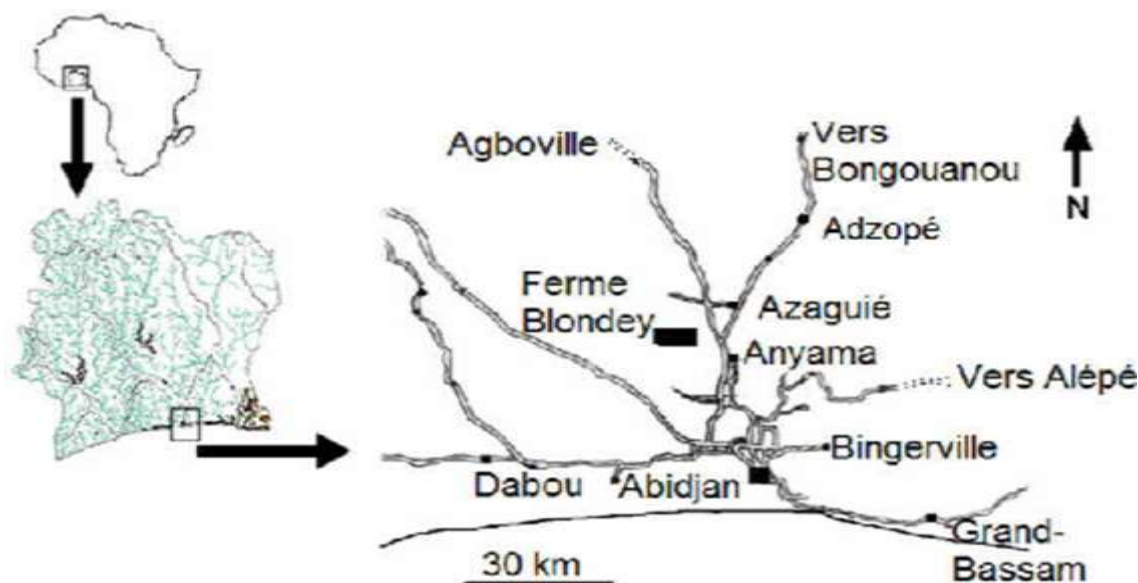 Agboville
Vers
Bongouanou
N
Adzopé
Ferme
Blondey
Azaguié
Anyama
Vers Alépé
Bingerville
Dabou
Abidjan
Grand-
Bassam
30 km